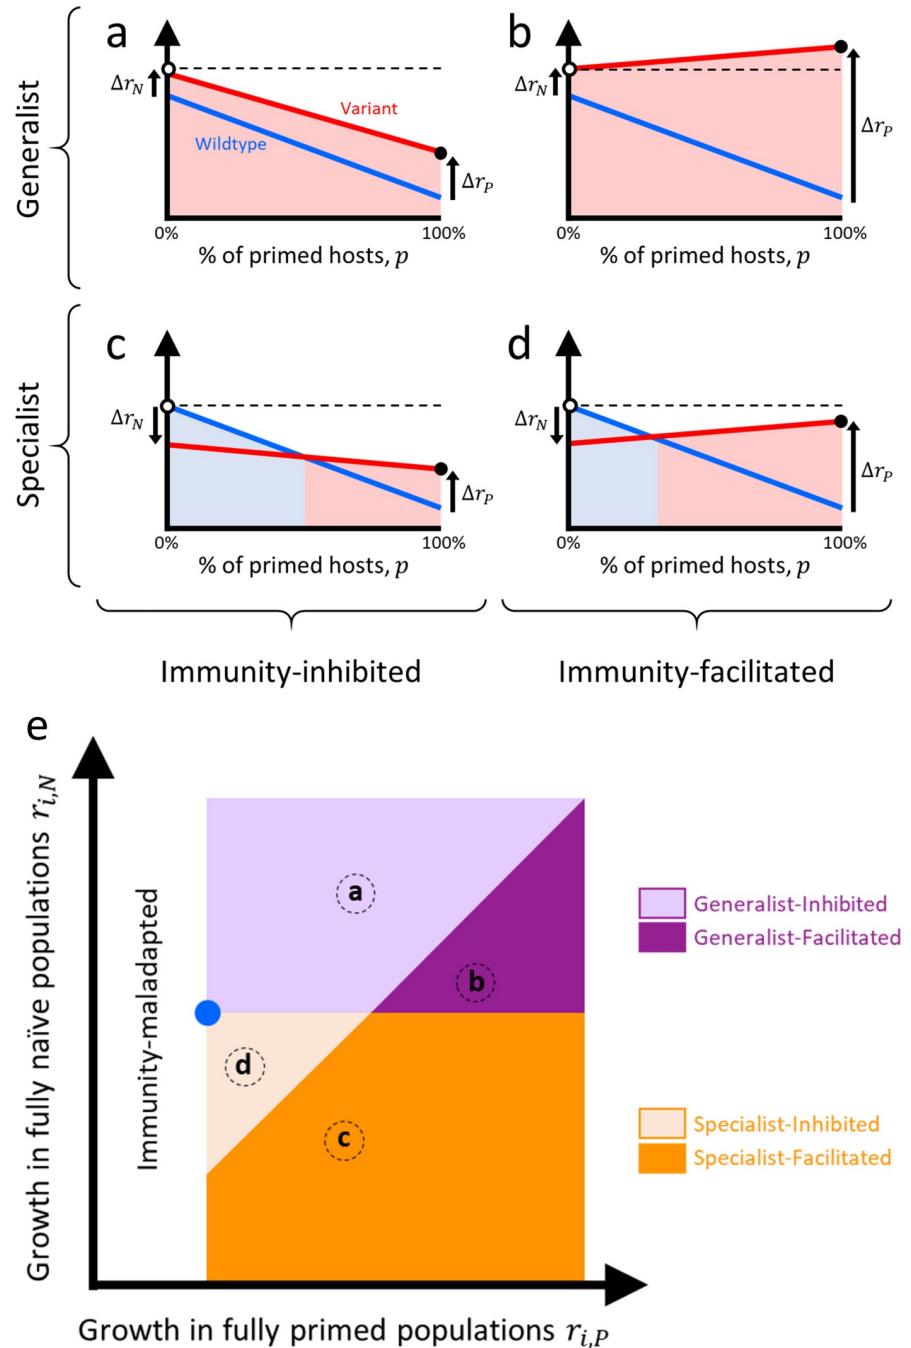 Generalist
a
Δr_N
Variant
Wildtype
Δr_P
0%
100%
% of primed hosts, p
b
Δr_N
Δr_P
0%
100%
% of primed hosts, p
Specialist
c
Δr_N
Δr_P
0%
100%
% of primed hosts, p
d
Δr_N
Δr_P
0%
100%
% of primed hosts, p
Immunity-inhibited
Immunity-facilitated
e
Growth in fully naïve populations r_{i,N}
Immunity-maladapted
a
b
d
c
Generalist-Inhibited
Generalist-Facilitated
Specialist-Inhibited
Specialist-Facilitated
Growth in fully primed populations r_{i,P}